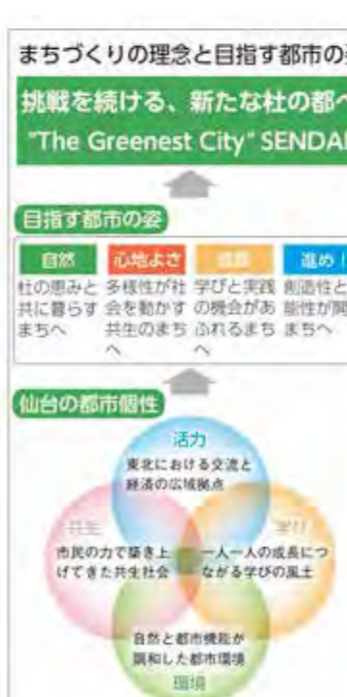 まちづくりの理念と目指す都市の
挑戦を続ける、新たな杜の都へ
"The Greenest City" SENDAI
目指す都市の姿
自然
心地よさ
成長
進め!
杜の恵みと
共に暮らす
まちへ
多様性が社
会を動かす
共生のまち
へ
学びと実践
の機会があ
ふれるまち
へ
創造性と
能性が
まちへ
仙台の都市個性
活力
東北における交流と
経済の広域拠点
共生
市民の力で築き上
げてきた共生社会
学び
一人一人の成長につ
ながる学びの風土
自然と都市機能が
調和した都市環境
環境